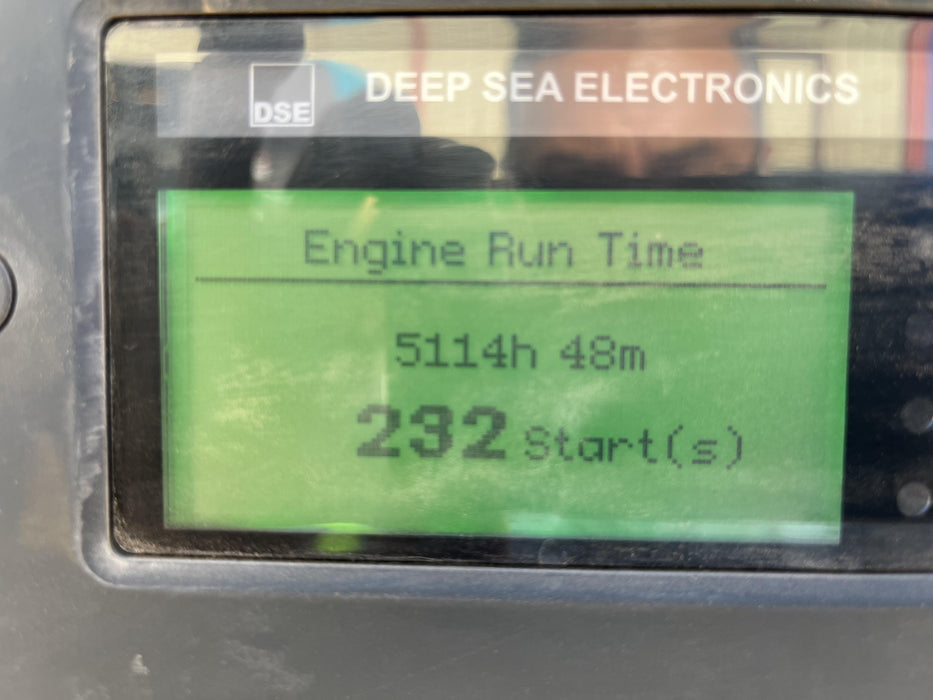 DSE
DEEP SEA ELECTRONICS
Engine Run Time
5114h 48m
232 Start(s)